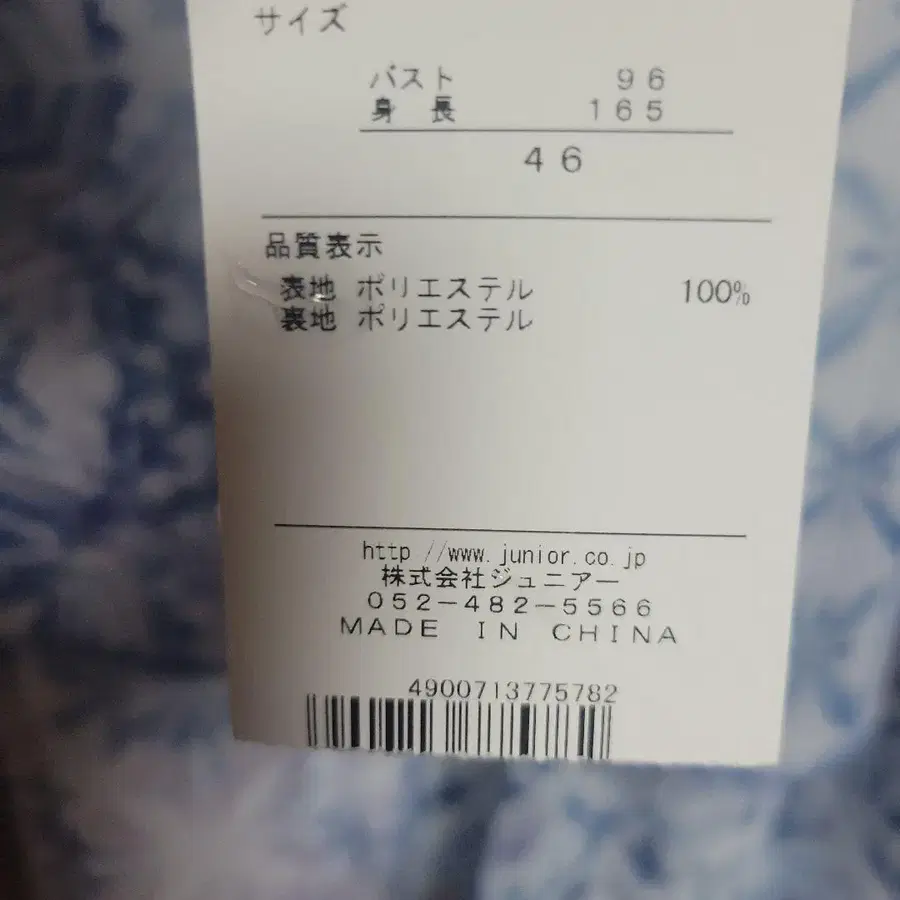 サイズ
バスト 96
身 長 165
46
品質表示
表地 ポリエステル 100%
裏地 ポリエステル
http //www.junior.co.jp
株式会社ジュニアー
052-482-5566
MADE IN CHINA
4900713775782